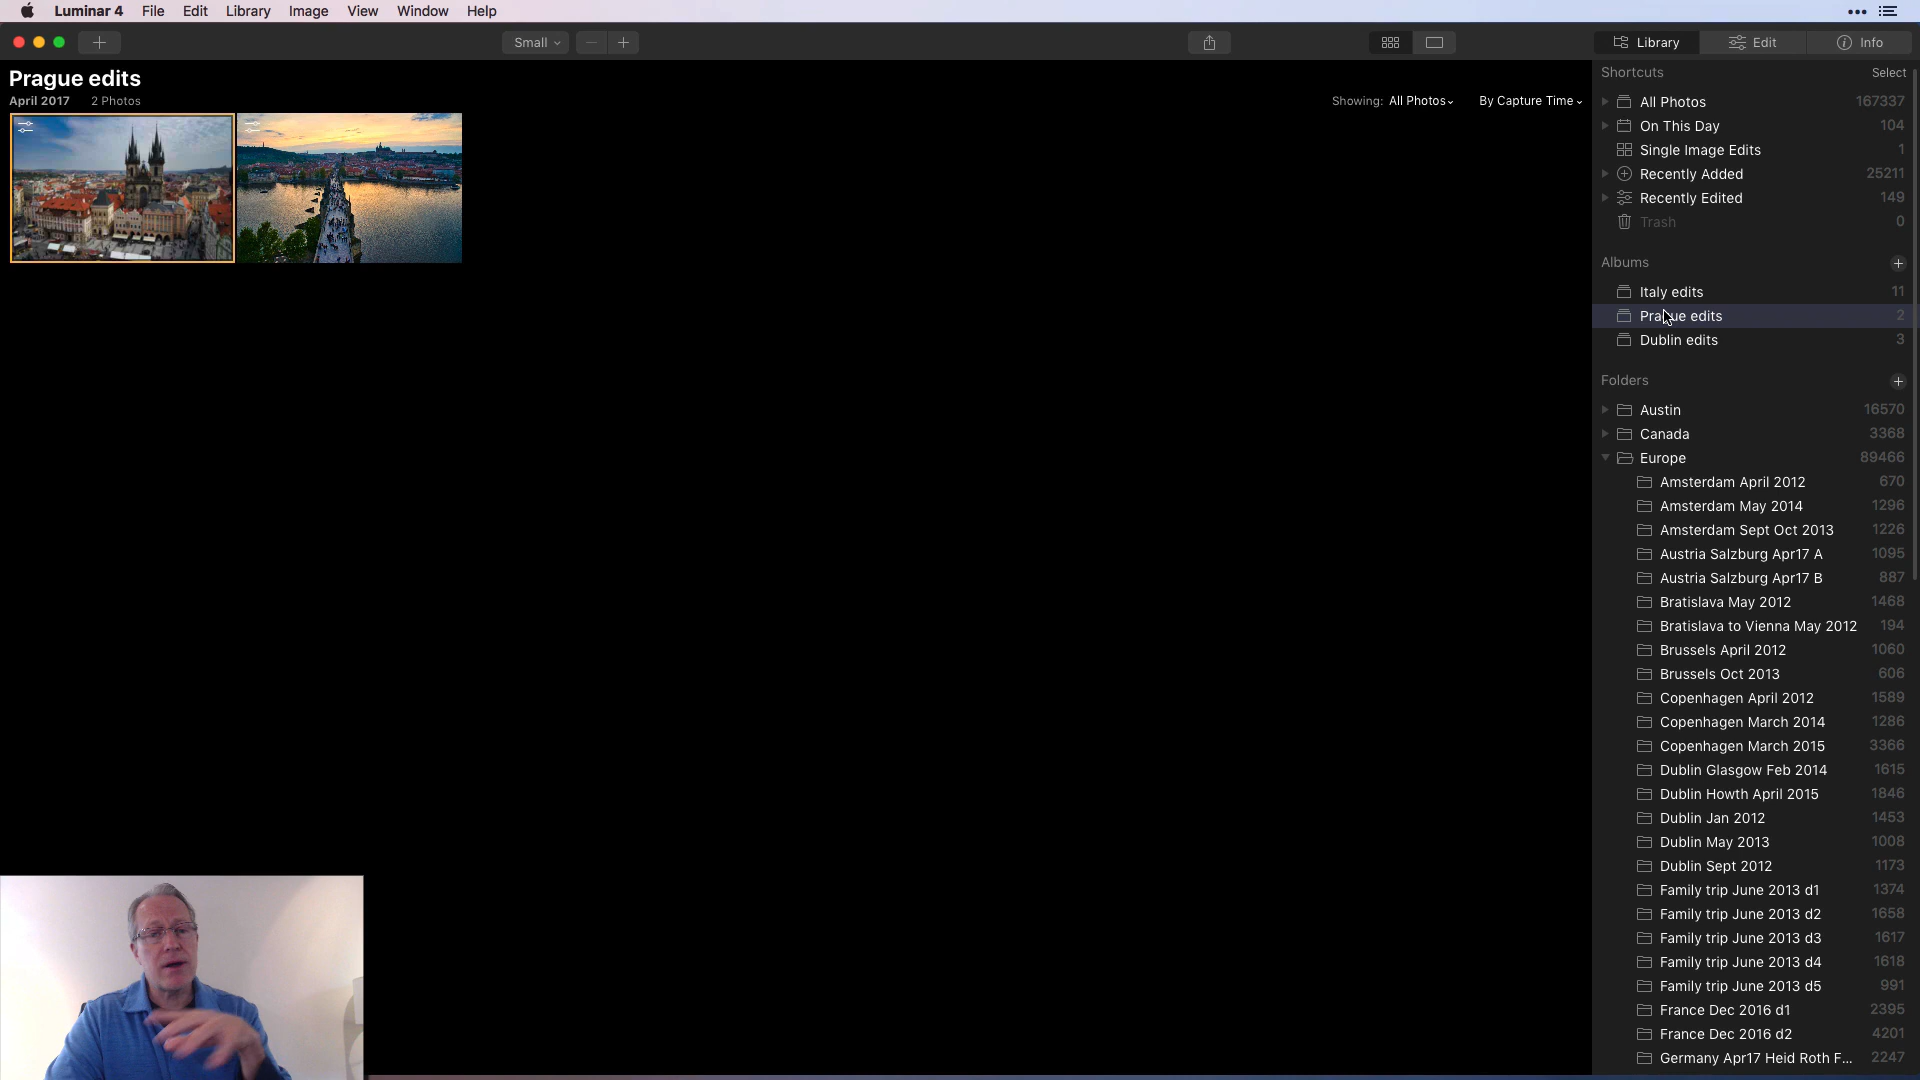 Luminar 4 File Edit Library Image View Window Help
Small
Library Edit Info
Prague edits
April 2017 2 Photos
Showing: All Photos By Capture Time
Shortcuts Select
All Photos 167337
On This Day 104
Single Image Edits 1
Recently Added 25211
Recently Edited 149
Trash 0
Albums
Italy edits 11
Prague edits 2
Dublin edits 3
Folders
Austin 16570
Canada 3368
Europe 89466
Amsterdam April 2012 670
Amsterdam May 2014 1296
Amsterdam Sept Oct 2013 1226
Austria Salzburg Apr17 A 1095
Austria Salzburg Apr17 B 887
Bratislava May 2012 1468
Bratislava to Vienna May 2012 194
Brussels April 2012 1060
Brussels Oct 2013 606
Copenhagen April 2012 1589
Copenhagen March 2014 1286
Copenhagen March 2015 3366
Dublin Glasgow Feb 2014 1615
Dublin Howth April 2015 1846
Dublin Jan 2012 1453
Dublin May 2013 1008
Dublin Sept 2012 1173
Family trip June 2013 d1 1374
Family trip June 2013 d2 1658
Family trip June 2013 d3 1617
Family trip June 2013 d4 1618
Family trip June 2013 d5 991
France Dec 2016 d1 2395
France Dec 2016 d2 4201
Germany Apr17 Heid Roth F... 2247